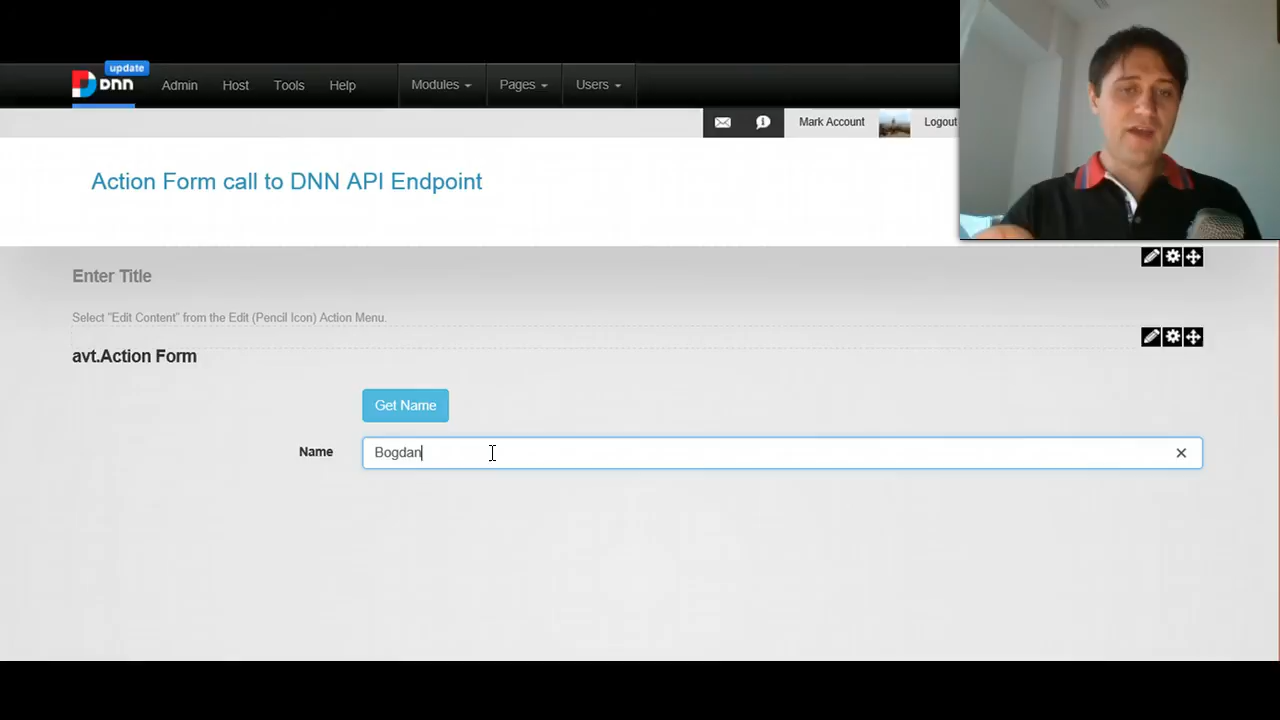 update
DNN Admin Host Tools Help Modules Pages Users
Mark Account Logout
Action Form call to DNN API Endpoint
Enter Title
Select "Edit Content" from the Edit (Pencil Icon) Action Menu.
avt.Action Form
Get Name
Name Bogdan